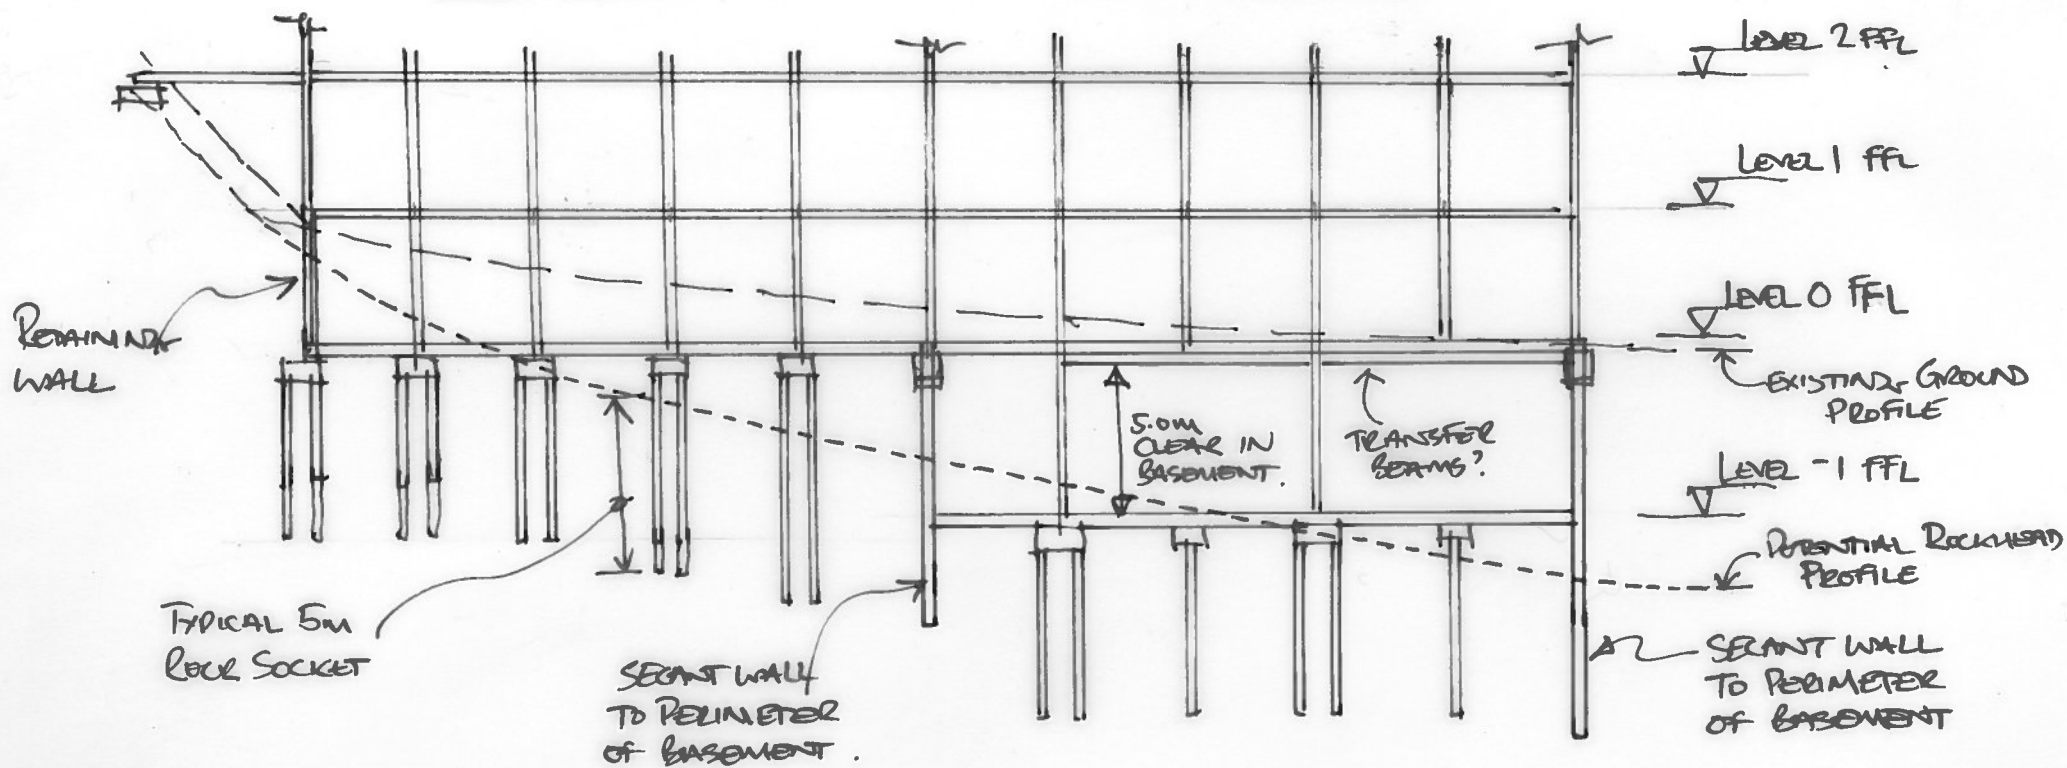 LEVEL 2 FFL
LEVEL 1 FFL
LEVEL 0 FFL
EXISTING GROUND
PROFILE
LEVEL -1 FFL
POTENTIAL ROCKHEAD
PROFILE
SECANT WALL
TO PERIMETER
OF BASEMENT
RETAINING
WALL
5.0m
CLEAR IN
BASEMENT.
TRANSFER
BEAMS?
TYPICAL 5m
ROCK SOCKET
SECANT WALL
TO PERIMETER
OF BASEMENT.